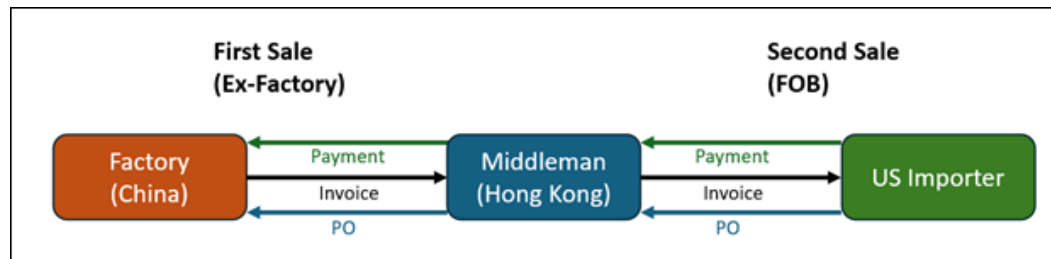 First Sale
(Ex-Factory)
Second Sale
(FOB)
Factory
(China)
Payment
Invoice
PO
Middleman
(Hong Kong)
Payment
Invoice
PO
US Importer